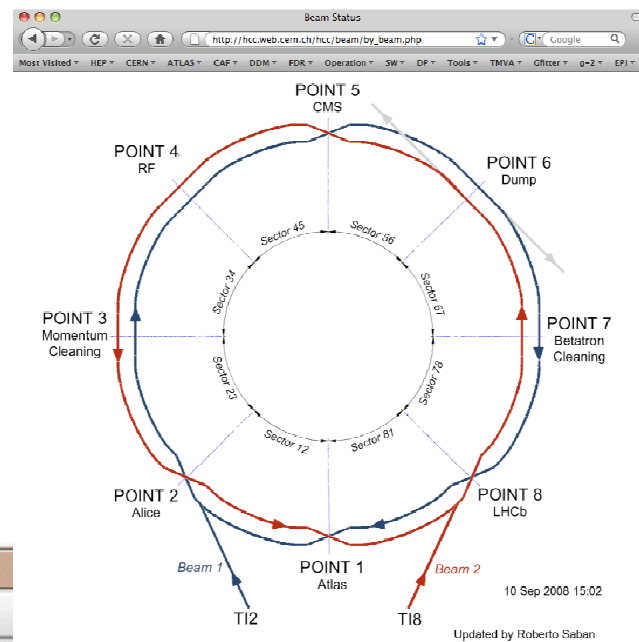 Beam Status
http://hcc.web.cern.ch/hcc/beam/by_beam.php
Google
Most Visited HEP CERN ATLAS CAF DDM FDR Operation SW DP Tools TMVA Gfitter g-2 EPJ
POINT 5
CMS
POINT 4
RF
POINT 6
Dump
Sector 45
Sector 56
Sector 34
Sector 67
POINT 3
Momentum
Cleaning
POINT 7
Betatron
Cleaning
Sector 23
Sector 78
Sector 12
Sector 81
POINT 2
Alice
POINT 8
LHCb
Beam 1
POINT 1
Atlas
Beam 2
10 Sep 2008 15:02
TI2
TI8
Updated by Roberto Saban